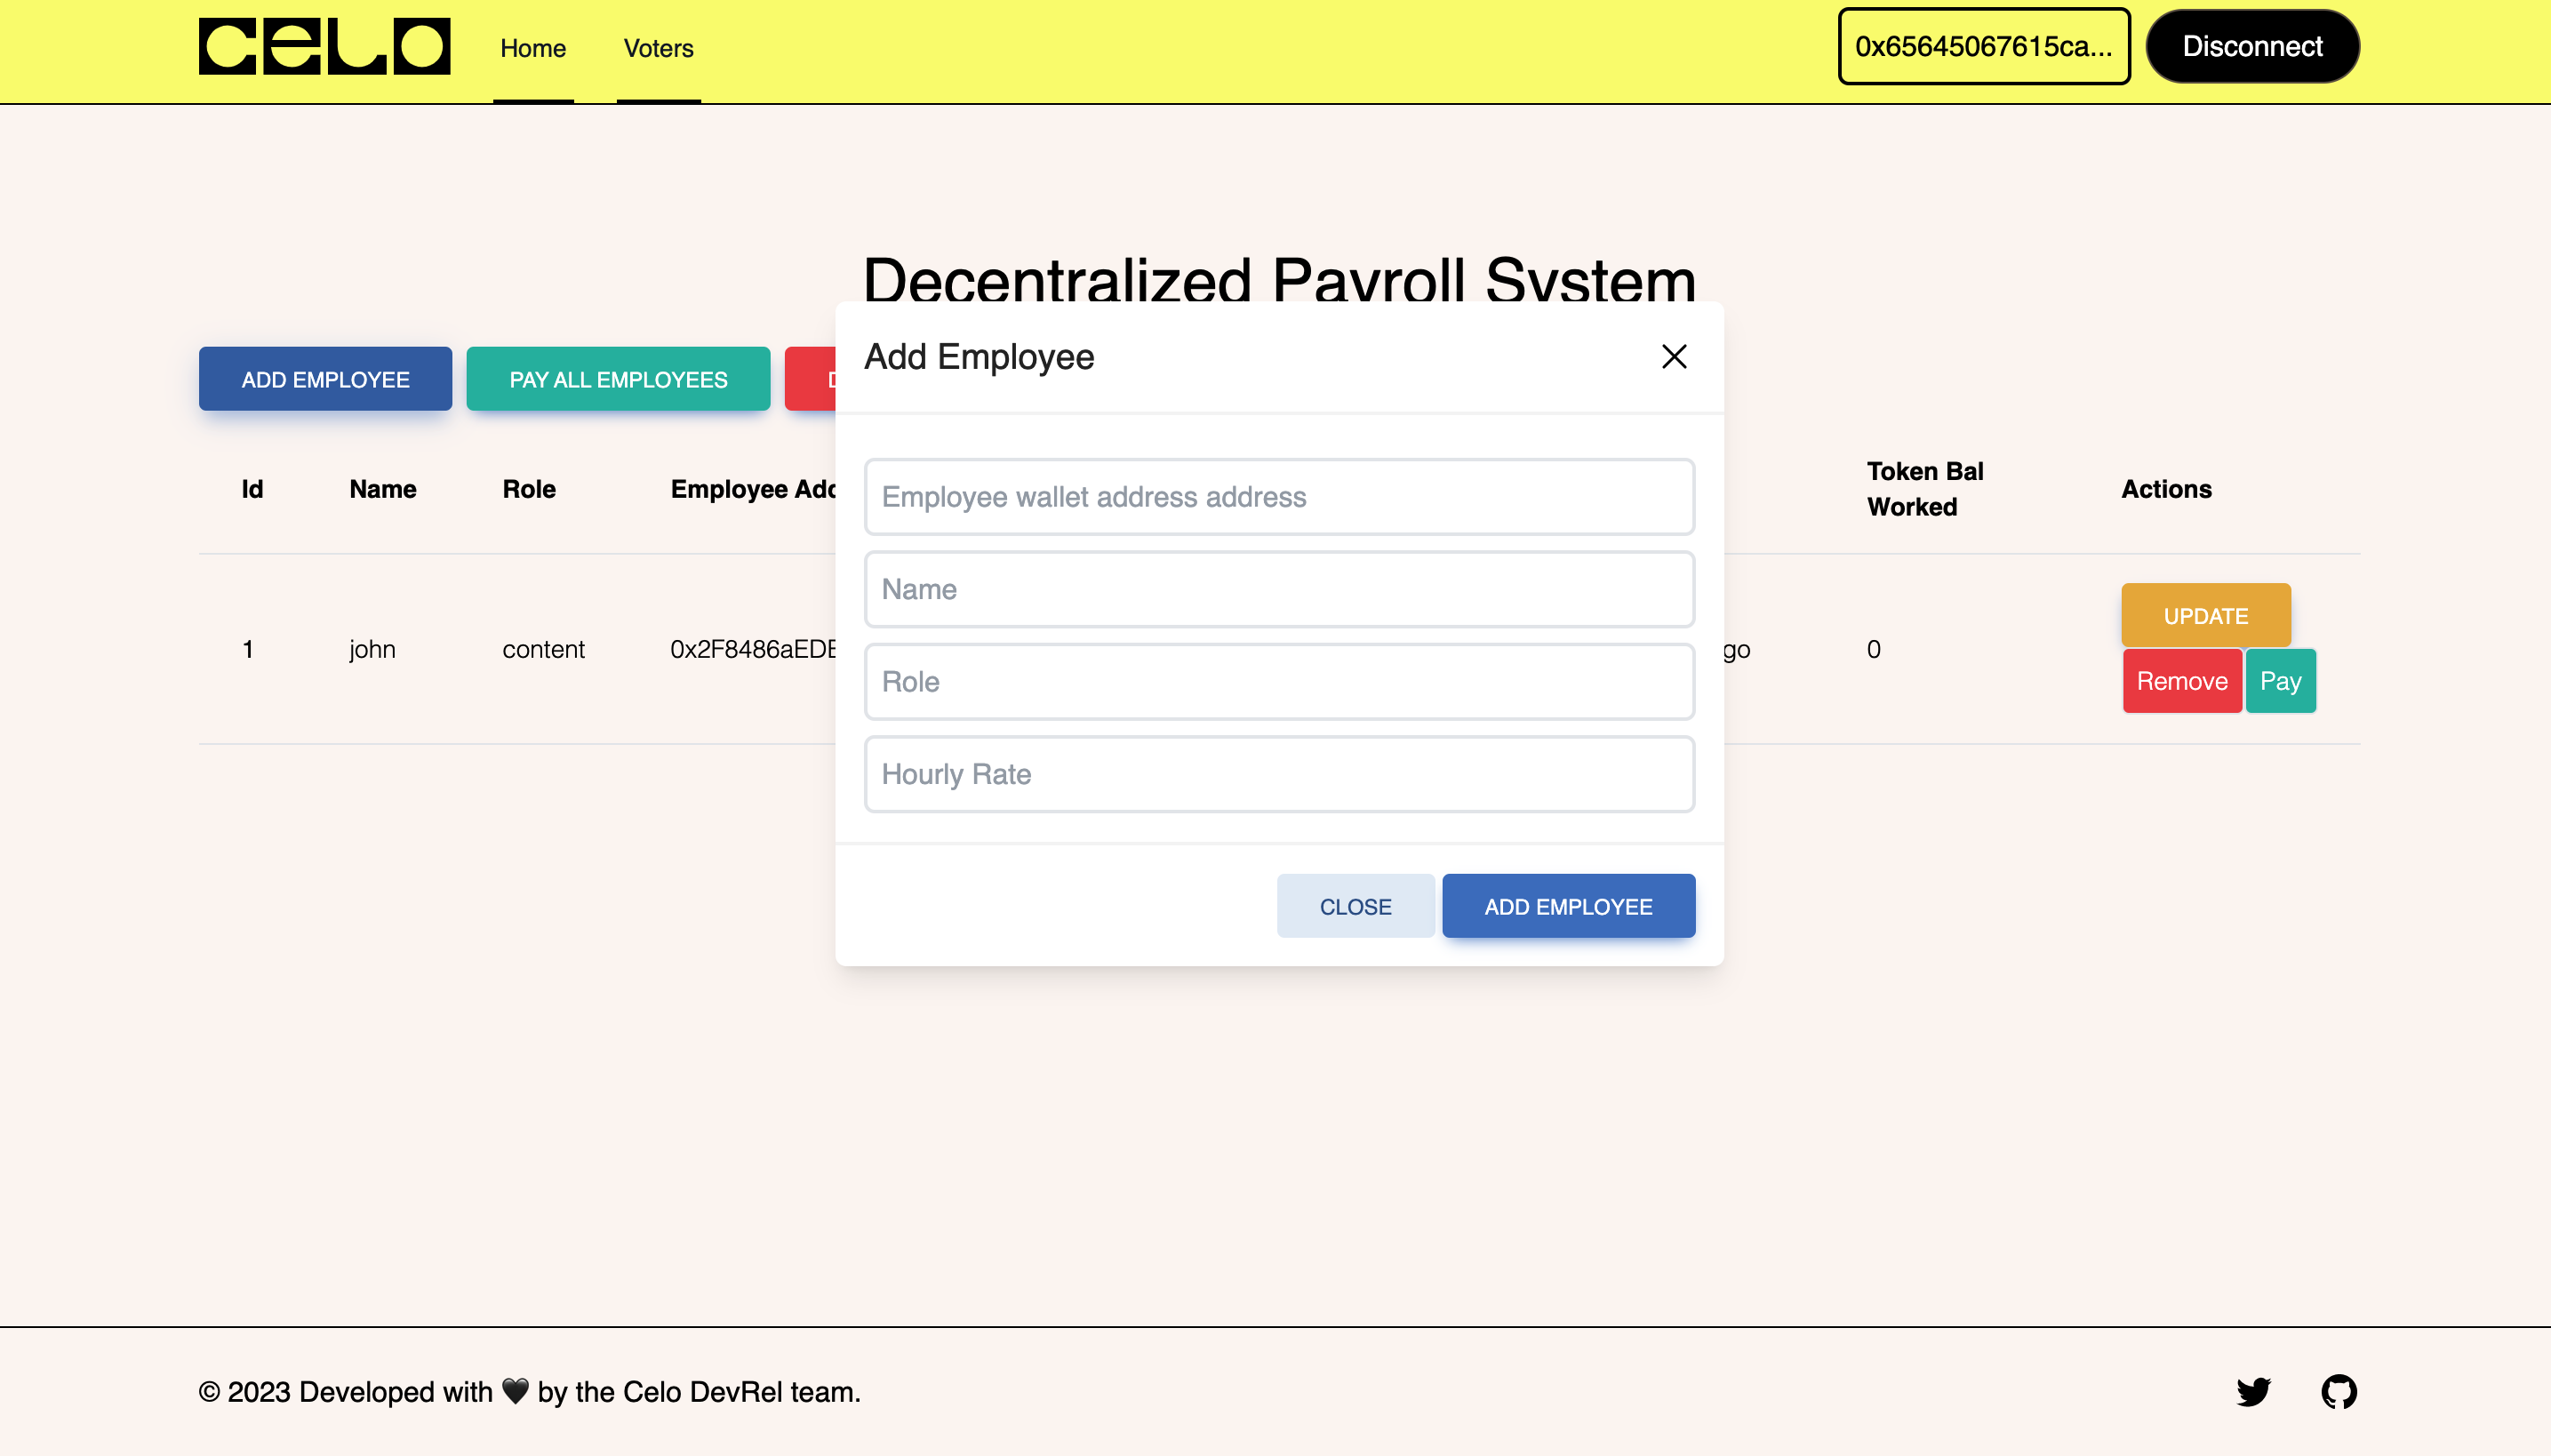 CELO Home Voters 0x65645067615ca... Disconnect
Decentralized Payroll System
ADD EMPLOYEE PAY ALL EMPLOYEES
Add Employee
Id Name Role Employee Token Bal Worked Actions
1 john content 0x2F8486aEDE go 0 UPDATE
Remove Pay
Employee wallet address address
Name
Role
Hourly Rate
CLOSE ADD EMPLOYEE
© 2023 Developed with 🖤 by the Celo DevRel team.